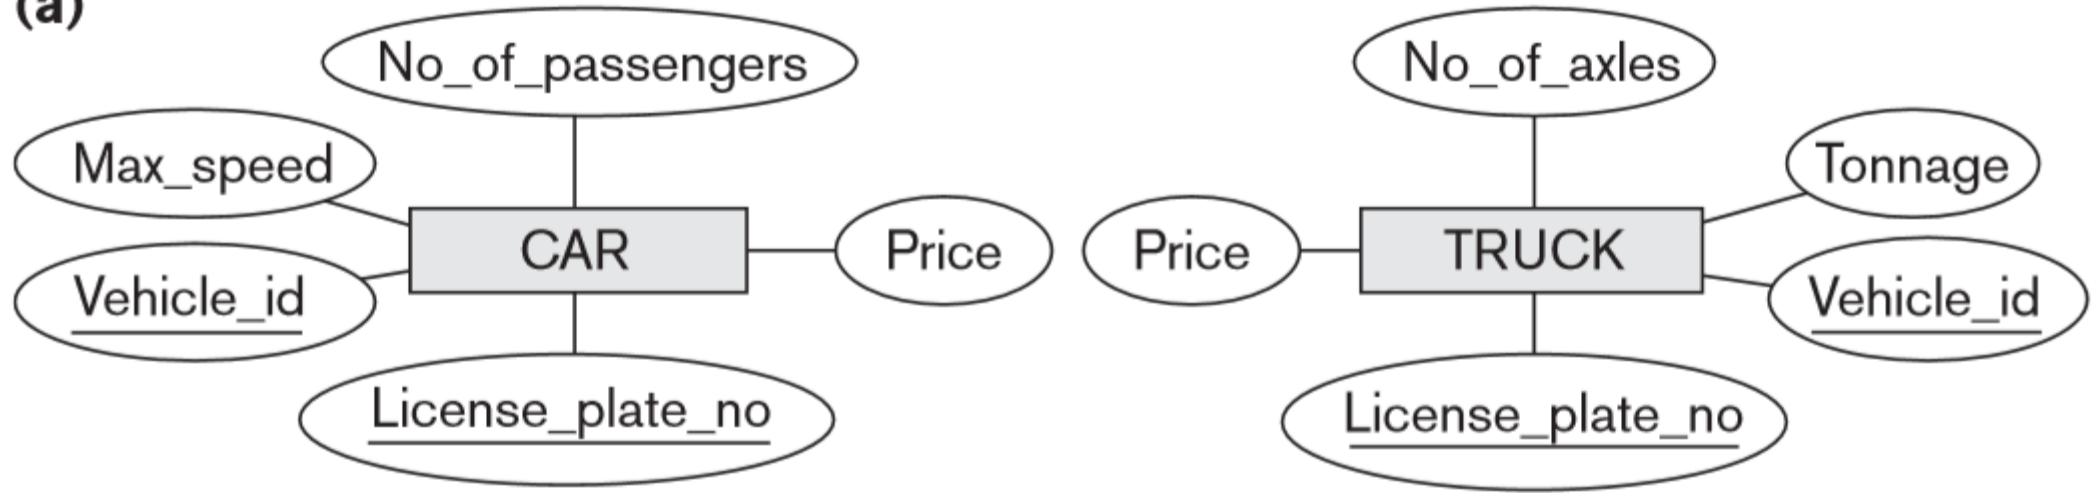 (a)
No_of_passengers
Max_speed
Vehicle_id
CAR
Price
License_plate_no
No_of_axles
Tonnage
Price
TRUCK
Vehicle_id
License_plate_no